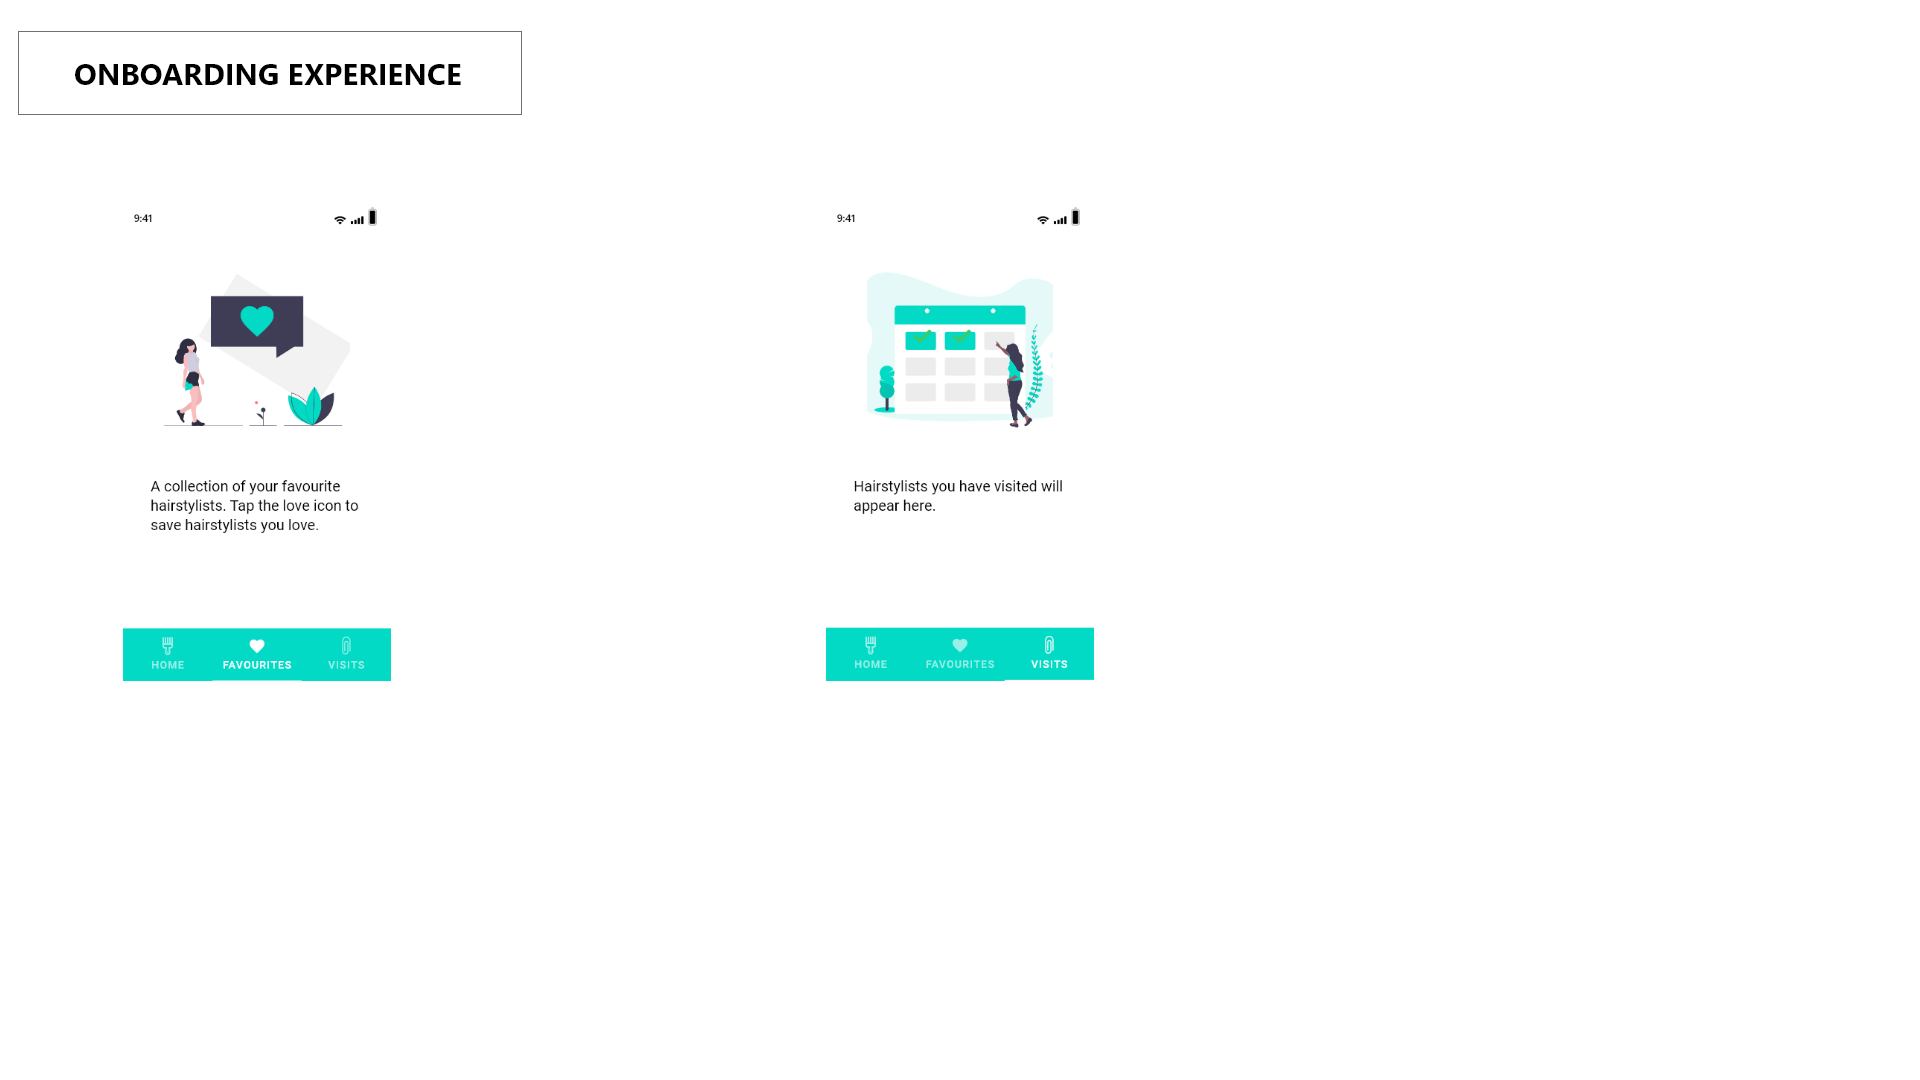 ONBOARDING EXPERIENCE
9:41
A collection of your favourite
hairstylists. Tap the love icon to
save hairstylists you love.
HOME
FAVOURITES
VISITS
9:41
Hairstylists you have visited will
appear here.
HOME
FAVOURITES
VISITS